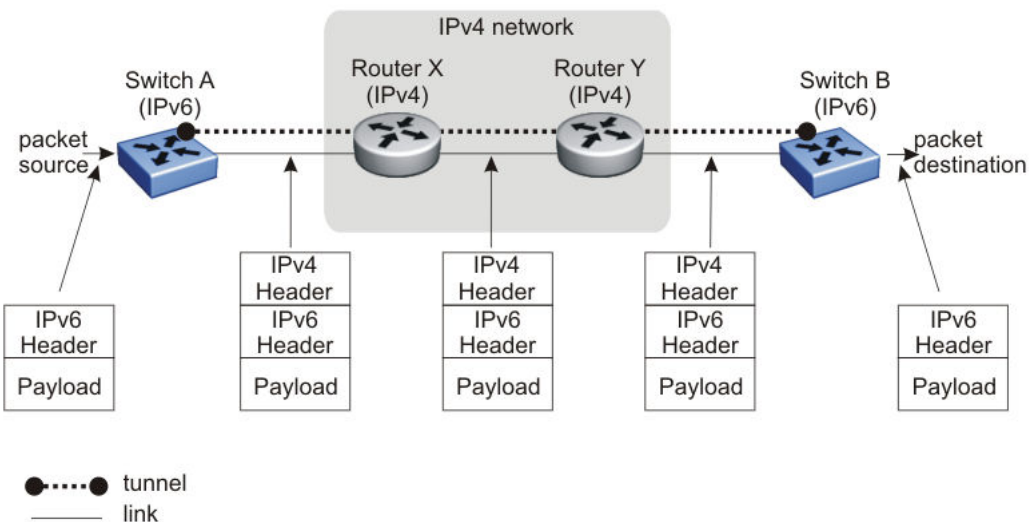 IPv4 network
Switch A
(IPv6)
Router X
(IPv4)
Router Y
(IPv4)
Switch B
(IPv6)
packet
source
packet
destination
IPv6
Header
Payload
IPv4
Header
IPv6
Header
Payload
IPv4
Header
IPv6
Header
Payload
IPv4
Header
IPv6
Header
Payload
IPv6
Header
Payload
tunnel
link